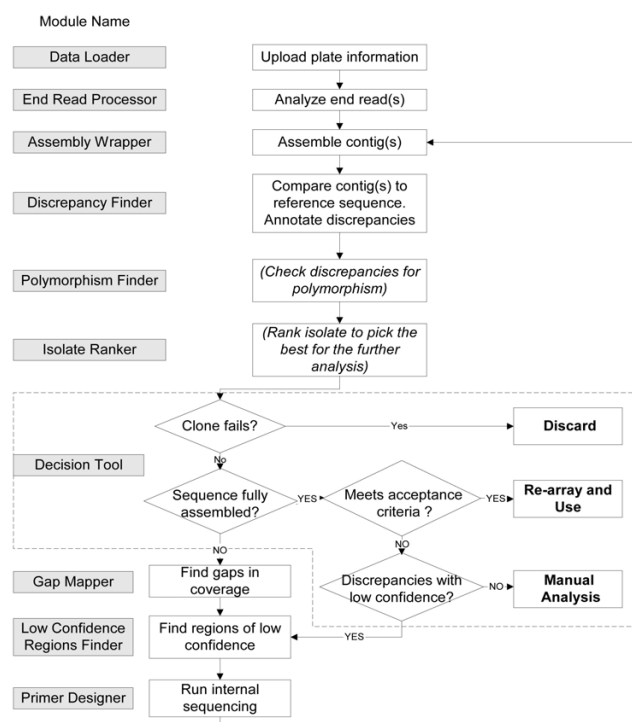 Module Name
Data Loader
Upload plate information
End Read Processor
Analyze end read(s)
Assembly Wrapper
Assemble contig(s)
Discrepancy Finder
Compare contig(s) to
reference sequence.
Annotate discrepancies
Polymorphism Finder
(Check discrepancies for
polymorphism)
Isolate Ranker
(Rank isolate to pick the
best for the further
analysis)
Clone fails?
Yes
Discard
No
Decision Tool
Sequence fully
assembled?
YES
Meets acceptance
criteria ?
YES
Re-array and
Use
NO
NO
Gap Mapper
Find gaps in
coverage
Discrepancies with
low confidence?
NO
Manual
Analysis
Low Confidence
Regions Finder
Find regions of low
confidence
YES
Primer Designer
Run internal
sequencing